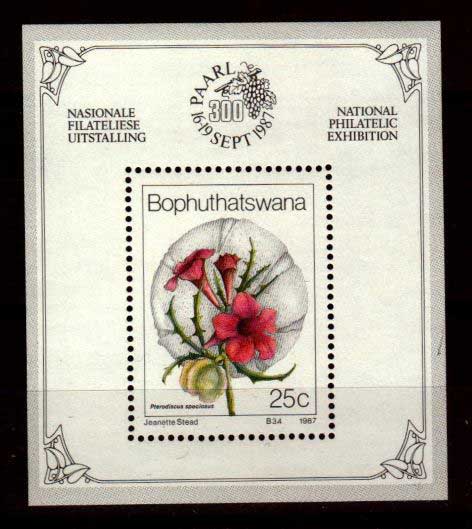 NASIONALE
FILATELIESE
UITSTALLING
PAARL
300
16-19 SEPT 1987
NATIONAL
PHILATELIC
EXHIBITION
Bophuthatswana
Pterodiscus speciosus
25c
Jeanette Stead B34 1987